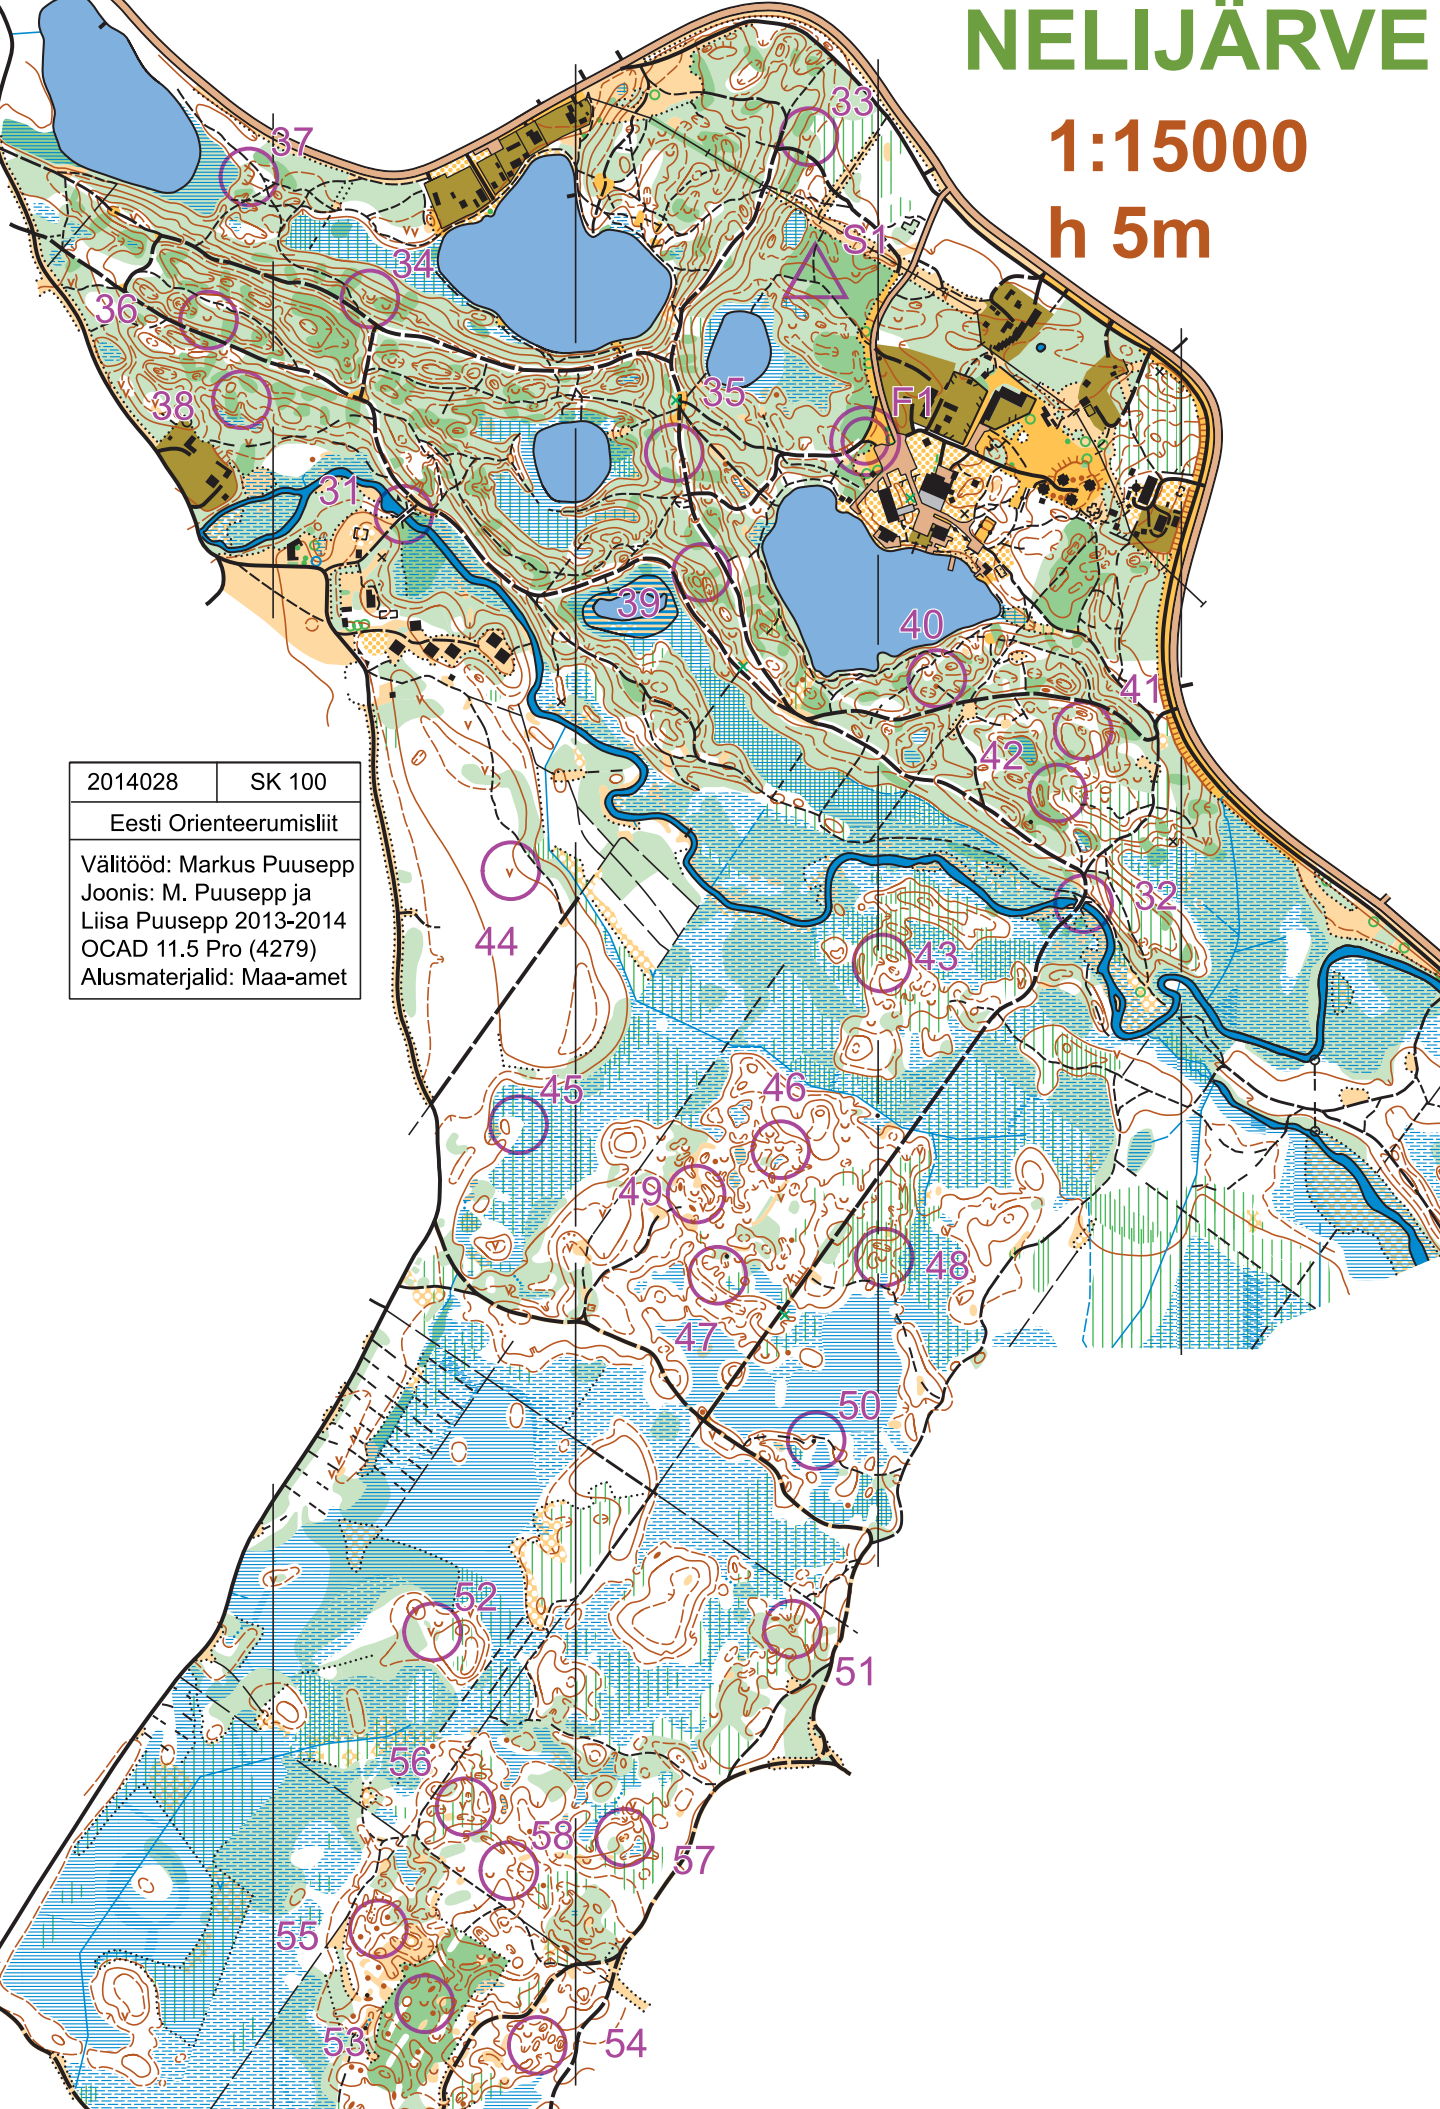 NELIJÄRVE
1:15000
h 5m
33
37
S1
34
36
35
38
F1
31
39
40
41
42
2014028 SK 100
Eesti Orienteerumisliit
Välitööd: Markus Puusepp
Joonis: M. Puusepp ja
Liisa Puusepp 2013-2014
OCAD 11.5 Pro (4279)
Alusmaterjalid: Maa-amet
32
44
43
45
46
49
48
47
50
52
51
56
58
57
55
53
54